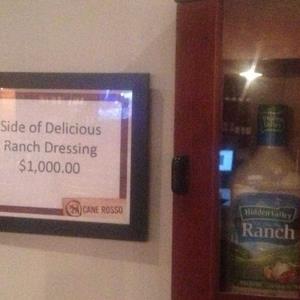 Side of Delicious
Ranch Dressing
$1,000.00
CANE ROSSO
Hidden Valley
Ranch